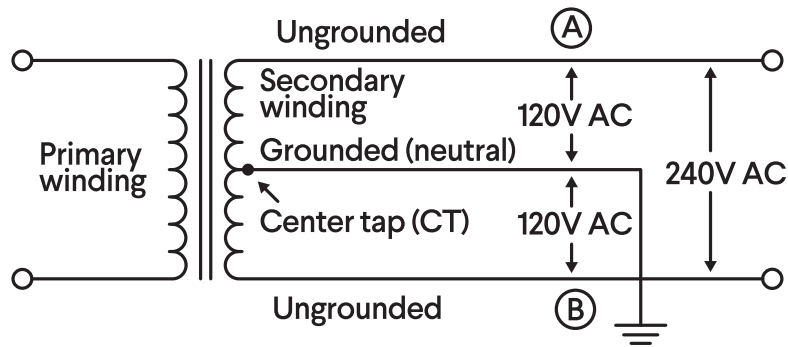 Ungrounded
A
Secondary
winding
120V AC
Grounded (neutral)
Primary
winding
240V AC
Center tap (CT)
120V AC
Ungrounded
B